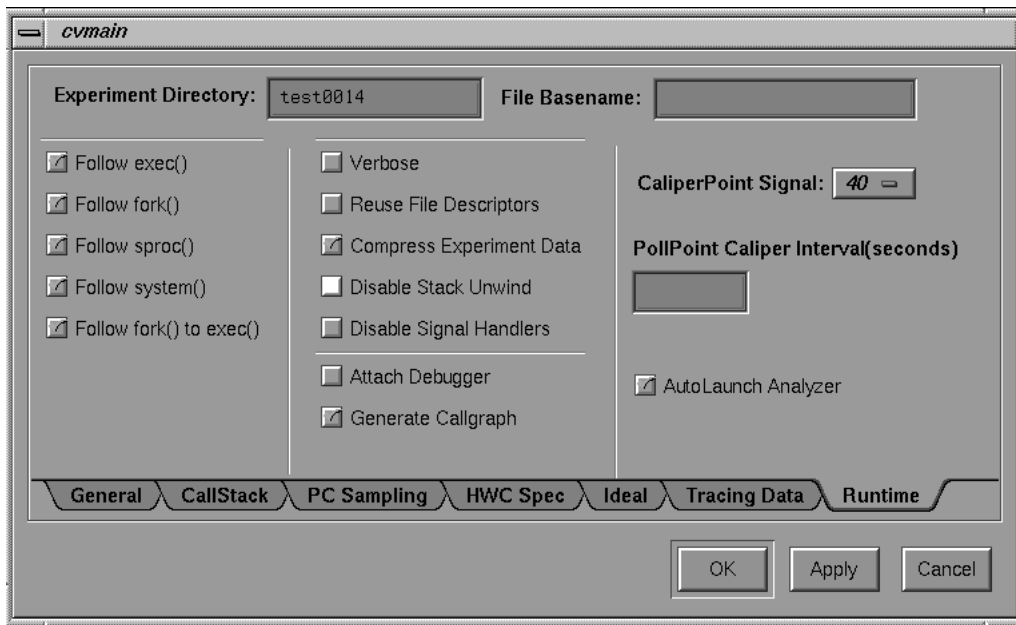 cvmain
Experiment Directory: test0014 File Basename:
Follow exec()
Follow fork()
Follow sproc()
Follow system()
Follow fork() to exec()
Verbose
Reuse File Descriptors
Compress Experiment Data
Disable Stack Unwind
Disable Signal Handlers
Attach Debugger
Generate Callgraph
CaliperPoint Signal: 40
PollPoint Caliper Interval(seconds)
AutoLaunch Analyzer
General CallStack PC Sampling HWC Spec Ideal Tracing Data Runtime
OK Apply Cancel